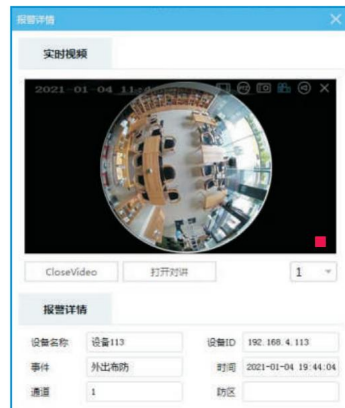 报警详情
实时视频
2021-01-04
CloseVideo 打开对讲 1
报警详情
设备名称 设备113 设备ID 192.168.4.113
事件 外出布防 时间 2021-01-04 19:44:04
通道 1 防区